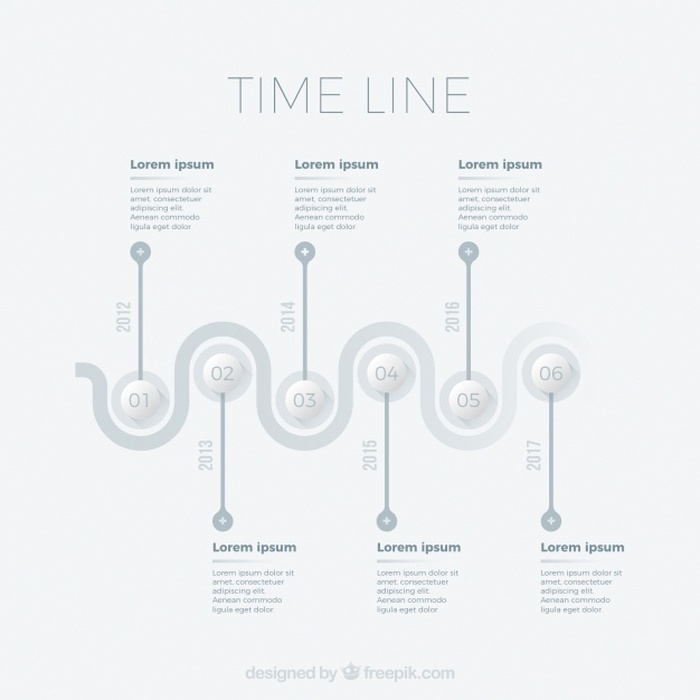 TIME LINE
Lorem ipsum
Lorem ipsum dolor sit
amet, consectetuer
adipiscing elit.
Aenean commodo
ligula eget dolor
Lorem ipsum
Lorem ipsum dolor sit
amet, consectetuer
adipiscing elit.
Aenean commodo
ligula eget dolor
Lorem ipsum
Lorem ipsum dolor sit
amet, consectetuer
adipiscing elit.
Aenean commodo
ligula eget dolor
2012
2014
2016
01
02
03
04
05
06
2013
2015
2017
Lorem ipsum
Lorem ipsum dolor sit
amet, consectetuer
adipiscing elit.
Aenean commodo
ligula eget dolor
Lorem ipsum
Lorem ipsum dolor sit
amet, consectetuer
adipiscing elit.
Aenean commodo
ligula eget dolor
Lorem ipsum
Lorem ipsum dolor sit
amet, consectetuer
adipiscing elit.
Aenean commodo
ligula eget dolor
designed by freepik.com